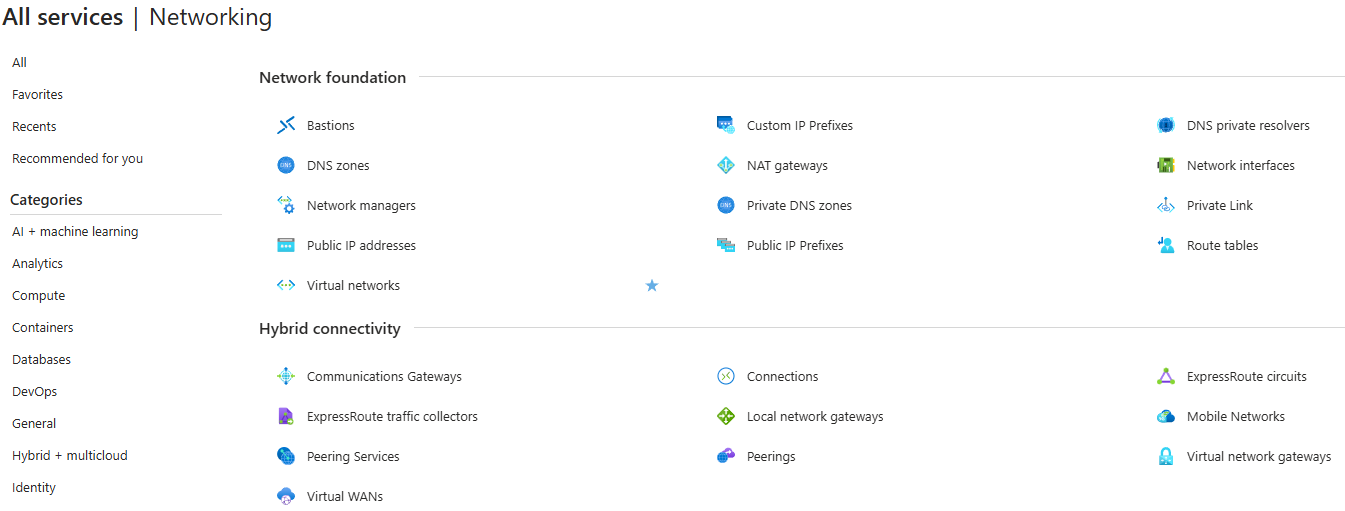 All services | Networking
All
Favorites
Recents
Recommended for you
Categories
AI + machine learning
Analytics
Compute
Containers
Databases
DevOps
General
Hybrid + multicloud
Identity
Network foundation
Bastions
Custom IP Prefixes
DNS private resolvers
DNS zones
NAT gateways
Network interfaces
Network managers
Private DNS zones
Private Link
Public IP addresses
Public IP Prefixes
Route tables
Virtual networks
Hybrid connectivity
Communications Gateways
Connections
ExpressRoute circuits
ExpressRoute traffic collectors
Local network gateways
Mobile Networks
Peering Services
Peerings
Virtual network gateways
Virtual WANs